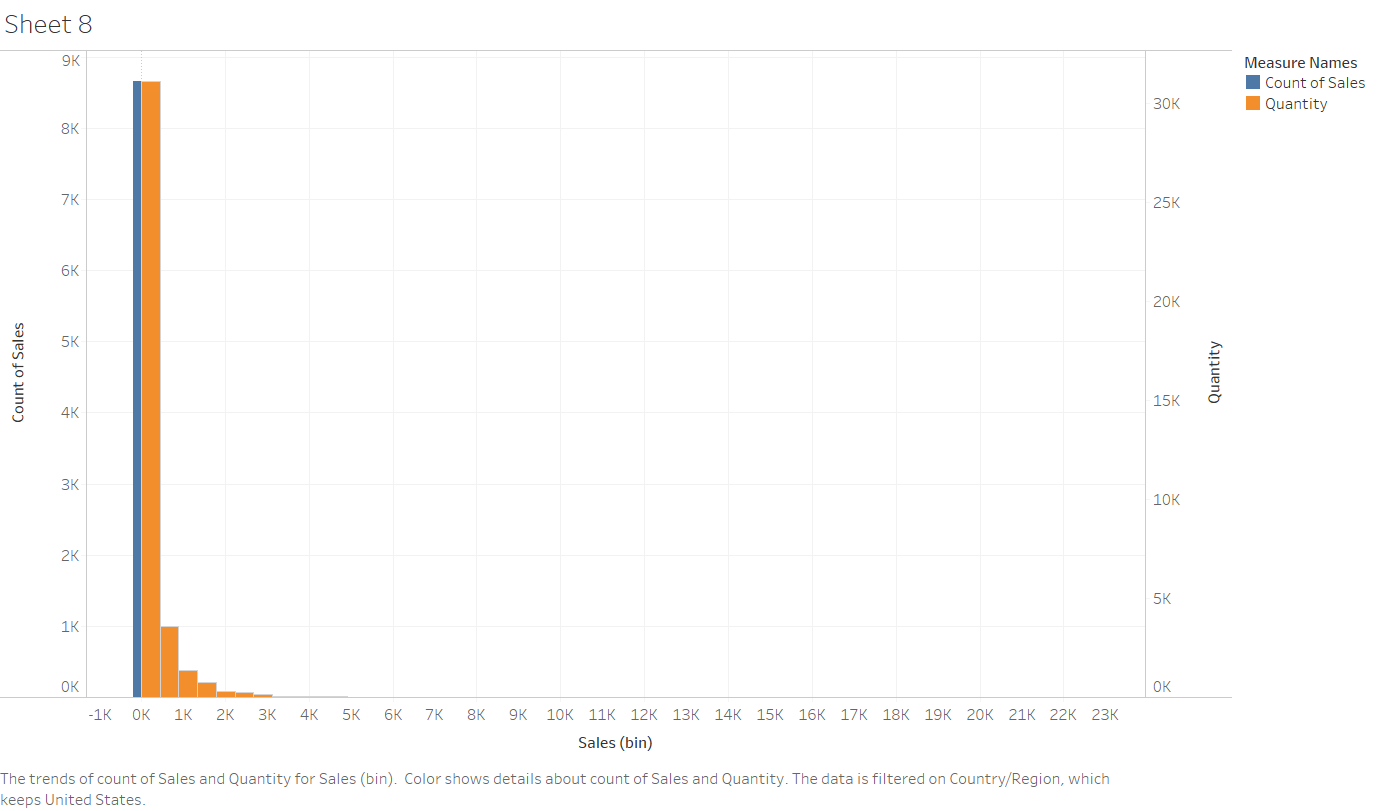 Sheet 8
Measure Names
Count of Sales
Quantity
9K
8K
7K
6K
5K
4K
3K
2K
1K
0K
Count of Sales
30K
25K
20K
15K
10K
5K
0K
Quantity
-1K 0K 1K 2K 3K 4K 5K 6K 7K 8K 9K 10K 11K 12K 13K 14K 15K 16K 17K 18K 19K 20K 21K 22K 23K
Sales (bin)
The trends of count of Sales and Quantity for Sales (bin).  Color shows details about count of Sales and Quantity. The data is filtered on Country/Region, which
keeps United States.